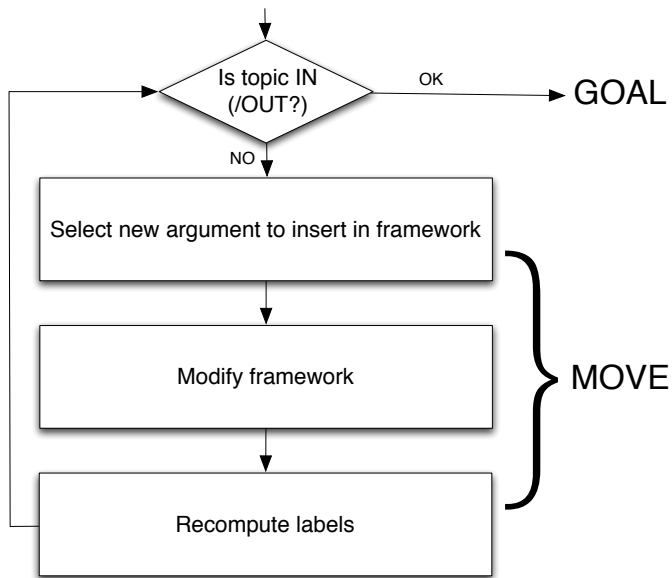 Is topic IN
(/OUT?)
OK
GOAL
NO
Select new argument to insert in framework
Modify framework
MOVE
Recompute labels